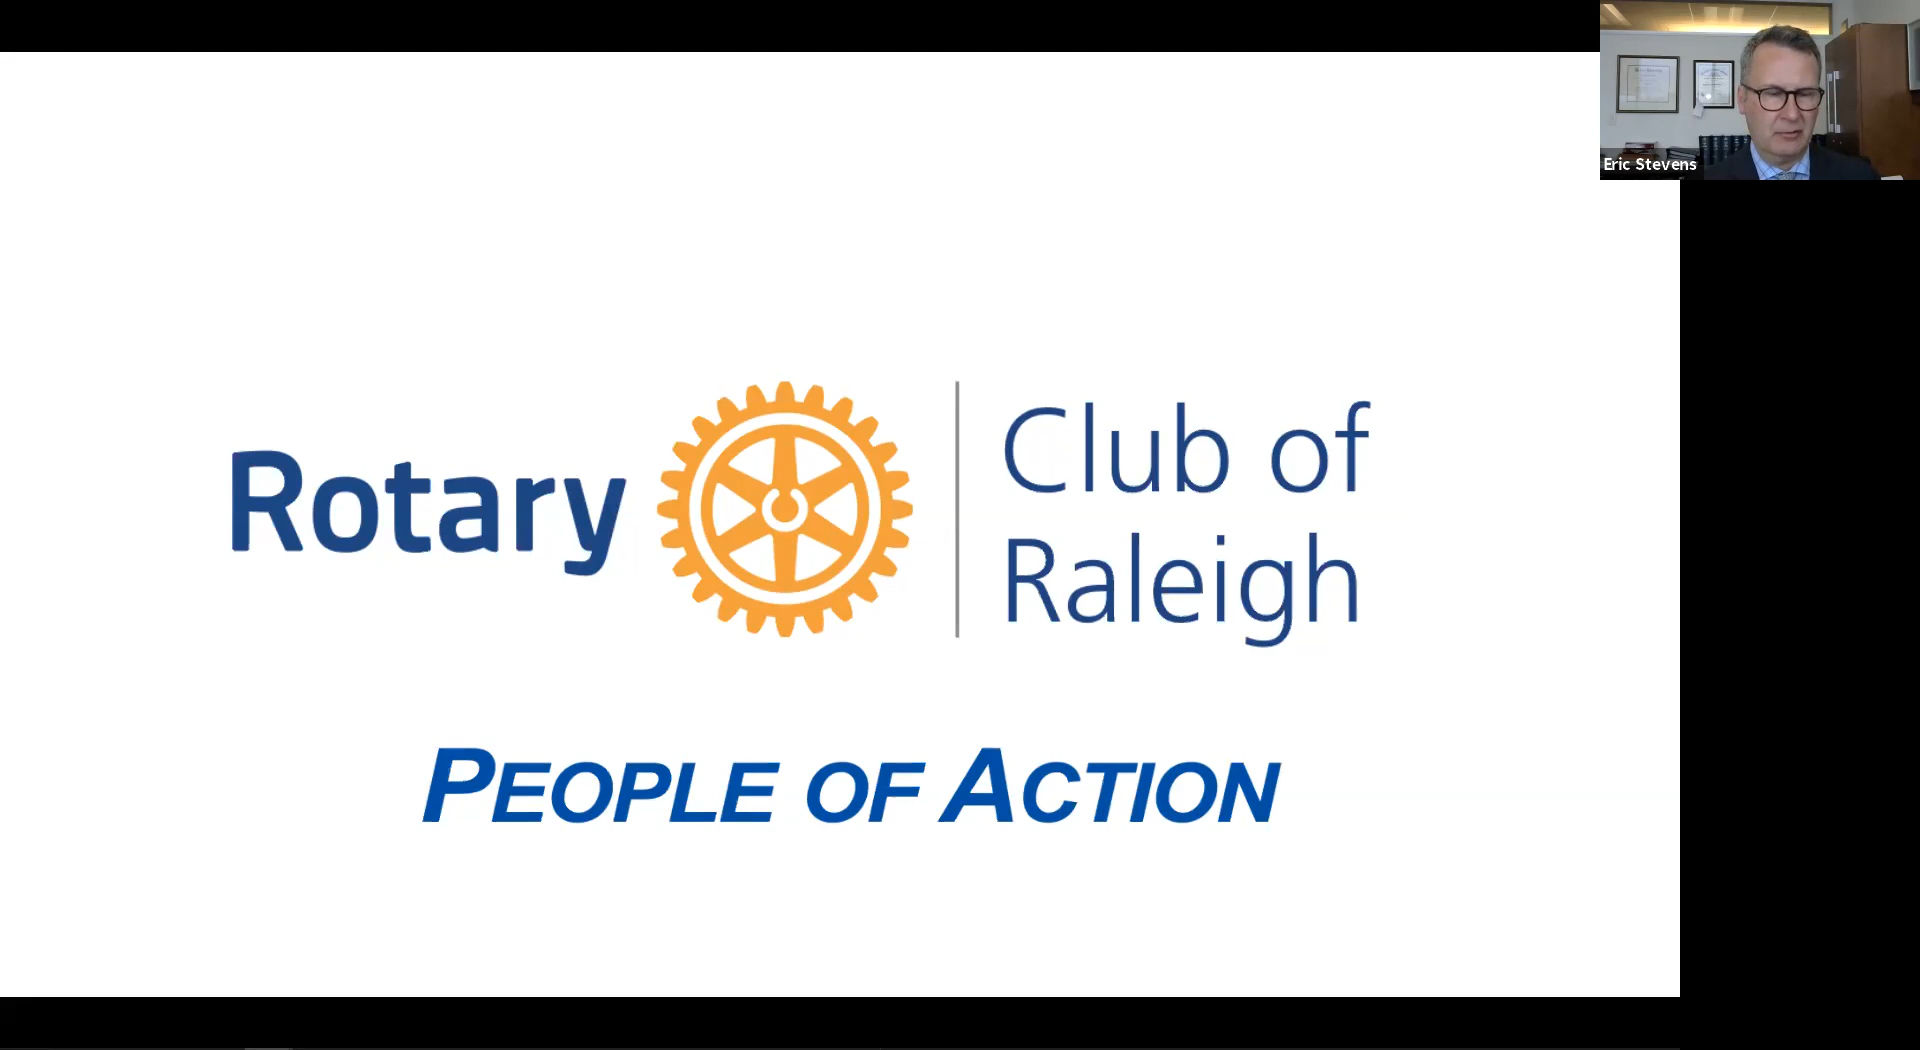 Eric Stevens
Rotary
Club of
Raleigh
PEOPLE OF ACTION